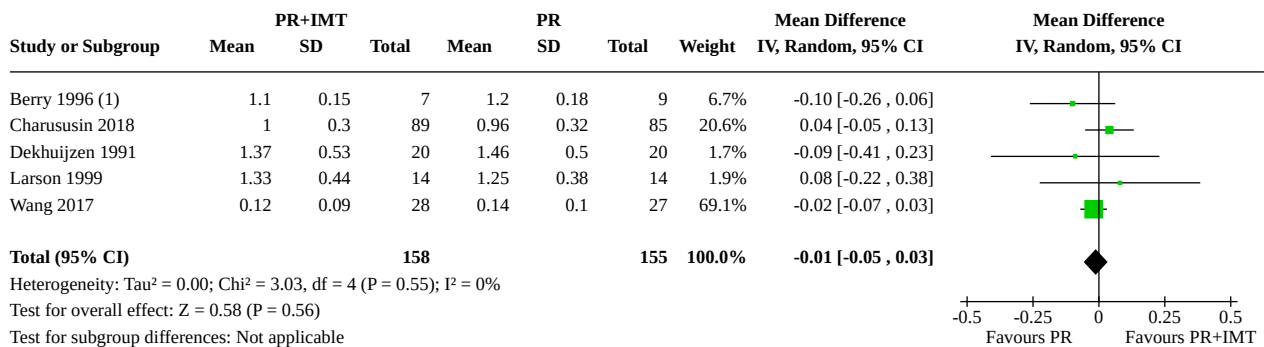 PR+IMT PR Mean Difference Mean Difference
Study or Subgroup Mean SD Total Mean SD Total Weight IV, Random, 95% CI IV, Random, 95% CI
Berry 1996 (1) 1.1 0.15 7 1.2 0.18 9 6.7% -0.10 [-0.26 , 0.06]
Charususin 2018 1 0.3 89 0.96 0.32 85 20.6% 0.04 [-0.05 , 0.13]
Dekhuijzen 1991 1.37 0.53 20 1.46 0.5 20 1.7% -0.09 [-0.41 , 0.23]
Larson 1999 1.33 0.44 14 1.25 0.38 14 1.9% 0.08 [-0.22 , 0.38]
Wang 2017 0.12 0.09 28 0.14 0.1 27 69.1% -0.02 [-0.07 , 0.03]
Total (95% CI) 158 155 100.0% -0.01 [-0.05 , 0.03]
Heterogeneity: Tau² = 0.00; Chi² = 3.03, df = 4 (P = 0.55); I² = 0%
Test for overall effect: Z = 0.58 (P = 0.56)
Test for subgroup differences: Not applicable
-0.5 -0.25 0 0.25 0.5
Favours PR Favours PR+IMT